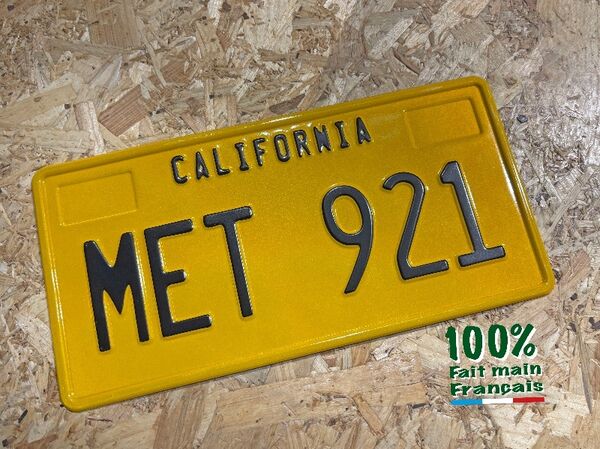 CALIFORNIA
MET 921
100%
Fait main
Français